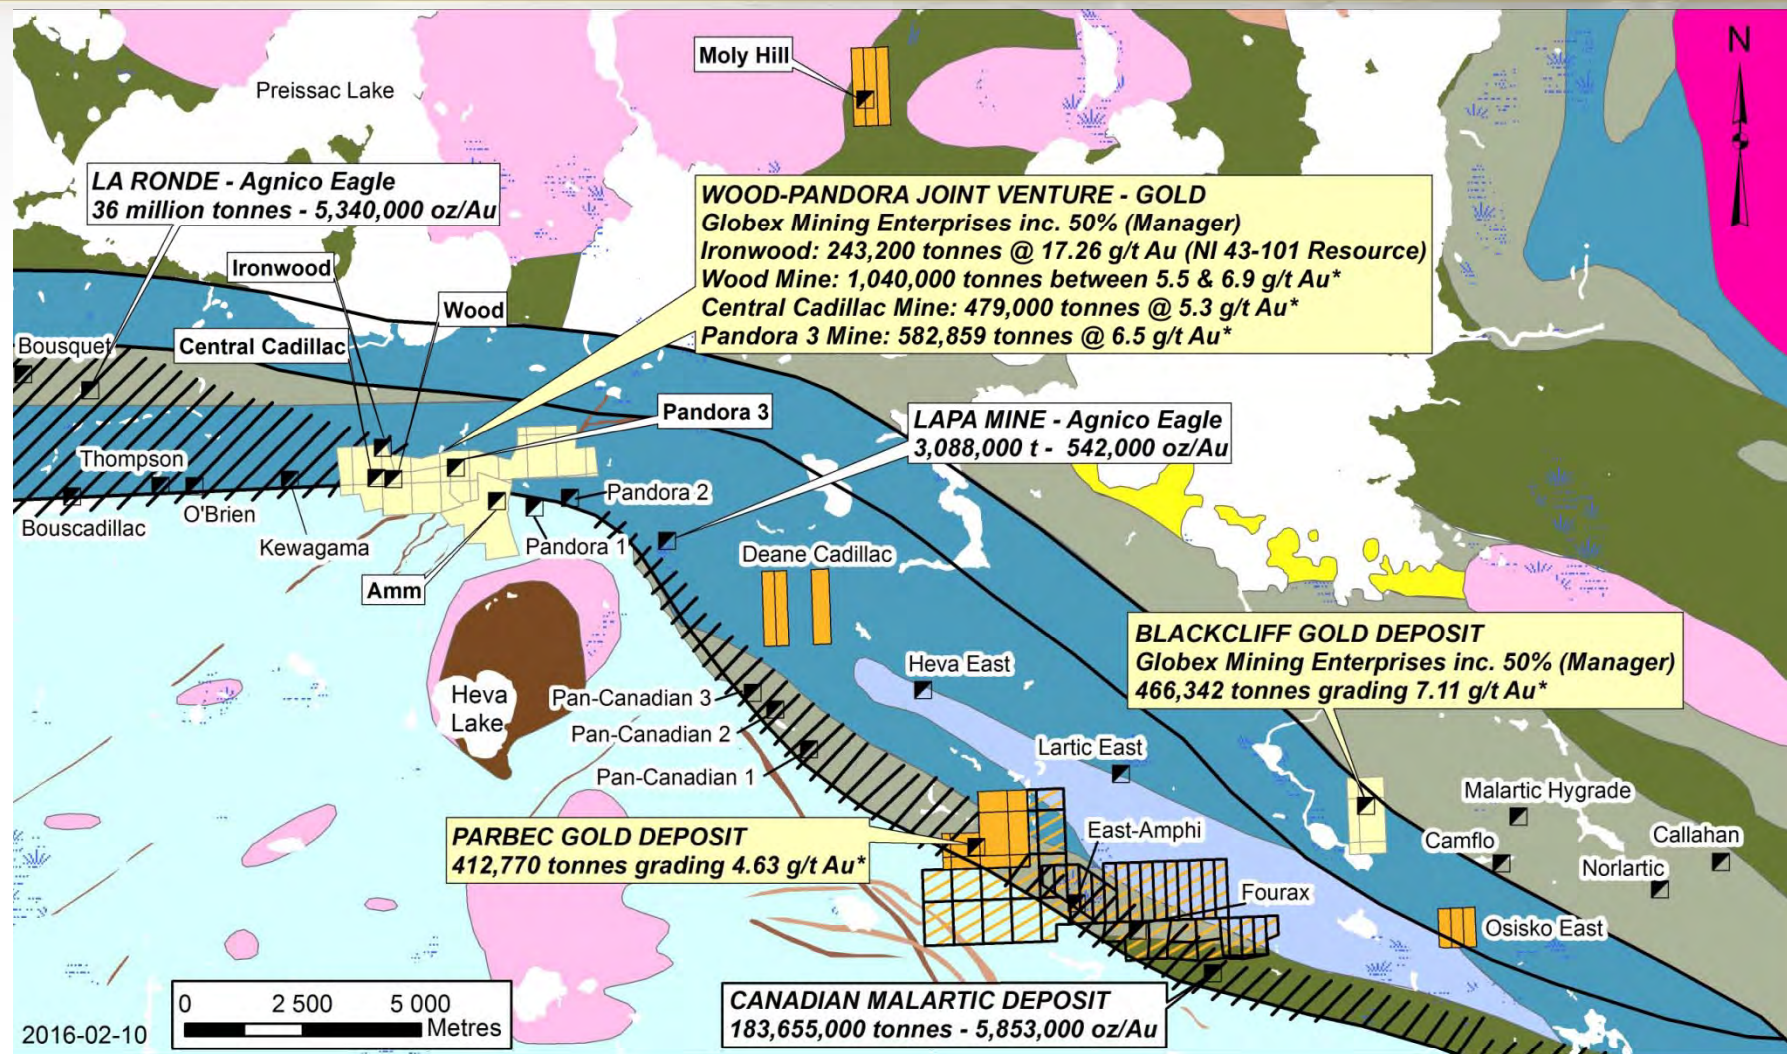 N
Moly Hill
Preissac Lake
LA RONDE - Agnico Eagle
36 million tonnes - 5,340,000 oz/Au
WOOD-PANDORA JOINT VENTURE - GOLD
Globex Mining Enterprises inc. 50% (Manager)
Ironwood: 243,200 tonnes @ 17.26 g/t Au (NI 43-101 Resource)
Wood Mine: 1,040,000 tonnes between 5.5 & 6.9 g/t Au*
Central Cadillac Mine: 479,000 tonnes @ 5.3 g/t Au*
Pandora 3 Mine: 582,859 tonnes @ 6.5 g/t Au*
Ironwood
Wood
Bousquet
Central Cadillac
Pandora 3
LAPA MINE - Agnico Eagle
3,088,000 t - 542,000 oz/Au
Thompson
Bouscadillac
O'Brien
Kewagama
Pandora 2
Pandora 1
Amm
Deane Cadillac
Heva Lake
Pan-Canadian 3
Pan-Canadian 2
Pan-Canadian 1
Heva East
Lartic East
BLACKCLIFF GOLD DEPOSIT
Globex Mining Enterprises inc. 50% (Manager)
466,342 tonnes grading 7.11 g/t Au*
Malartic Hygrade
Camflo
Callahan
Norlartic
PARBEC GOLD DEPOSIT
412,770 tonnes grading 4.63 g/t Au*
East-Amphi
Fourax
Osisko East
CANADIAN MALARTIC DEPOSIT
183,655,000 tonnes - 5,853,000 oz/Au
0 2 500 5 000
Metres
2016-02-10